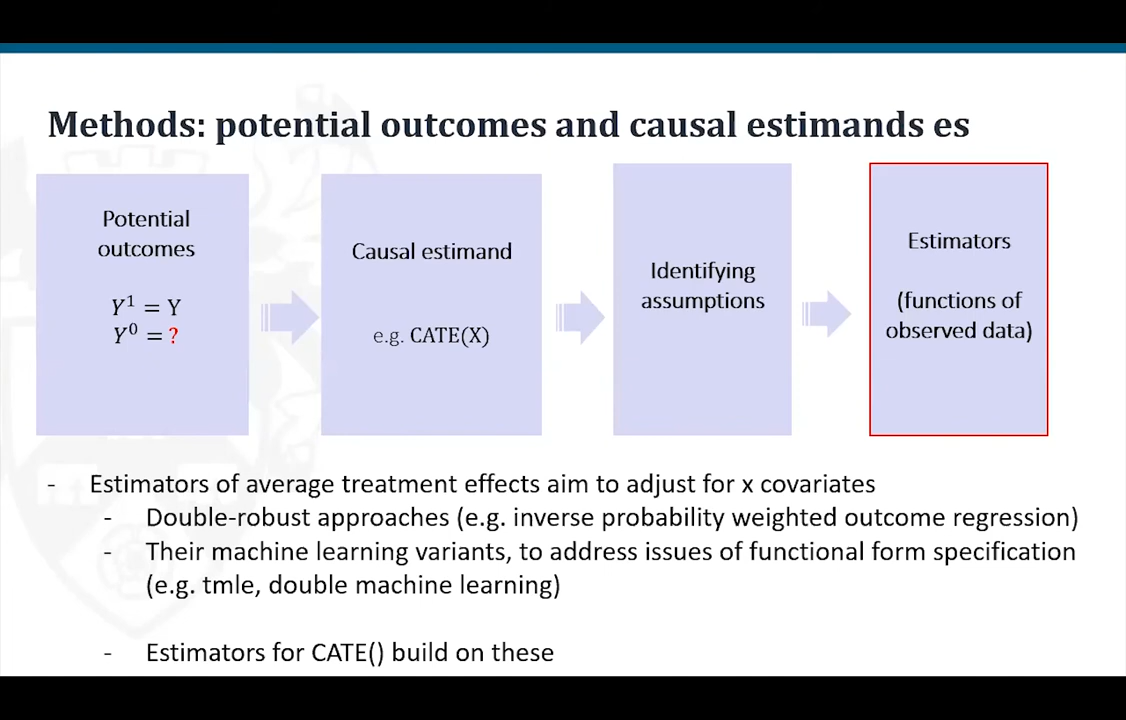 Methods: potential outcomes and causal estimands es
Potential
outcomes
Y¹ = Y
Y⁰ = ?
Causal estimand
e.g. CATE(X)
Identifying
assumptions
Estimators
(functions of
observed data)
- Estimators of average treatment effects aim to adjust for x covariates
- Double-robust approaches (e.g. inverse probability weighted outcome regression)
- Their machine learning variants, to address issues of functional form specification
(e.g. tmle, double machine learning)
- Estimators for CATE() build on these